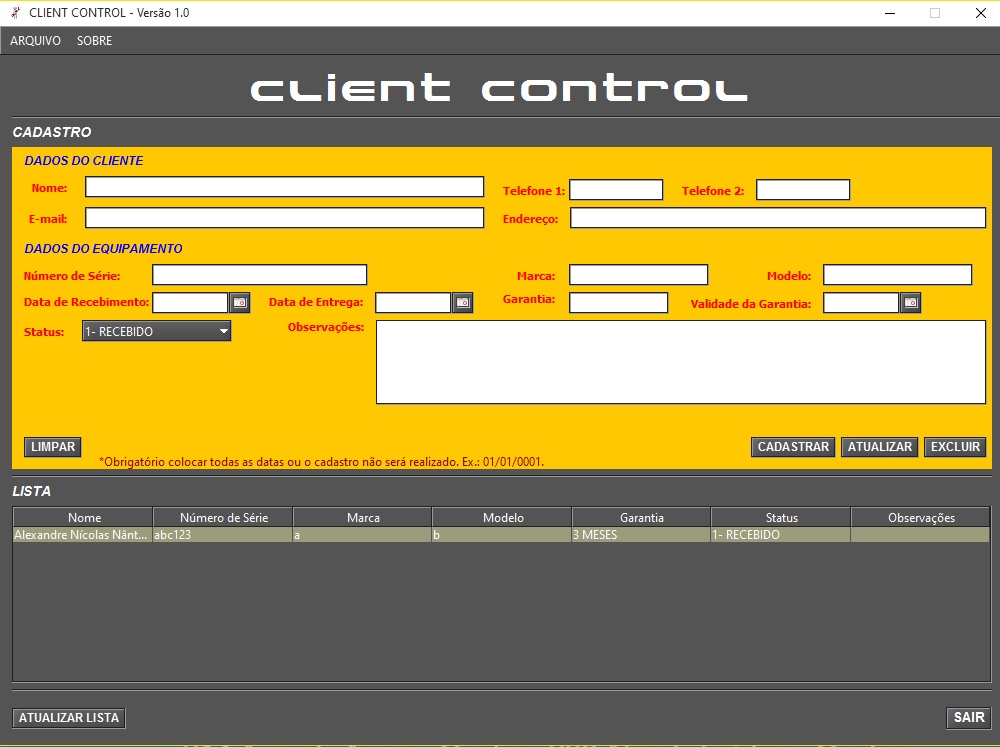 CLIENT CONTROL - Versão 1.0
ARQUIVO SOBRE
CLIENT CONTROL
CADASTRO
DADOS DO CLIENTE
Nome: Telefone 1: Telefone 2:
E-mail: Endereço:
DADOS DO EQUIPAMENTO
Número de Série: Marca: Modelo:
Data de Recebimento: Data de Entrega: Garantia: Validade da Garantia:
Status: 1- RECEBIDO Observações:
LIMPAR CADASTRAR ATUALIZAR EXCLUIR
*Obrigatório colocar todas as datas ou o cadastro não será realizado. Ex.: 01/01/0001.
LISTA
Nome Número de Série Marca Modelo Garantia Status Observações
Alexandre Nícolas Nânt... abc123 a b 3 MESES 1- RECEBIDO
ATUALIZAR LISTA SAIR